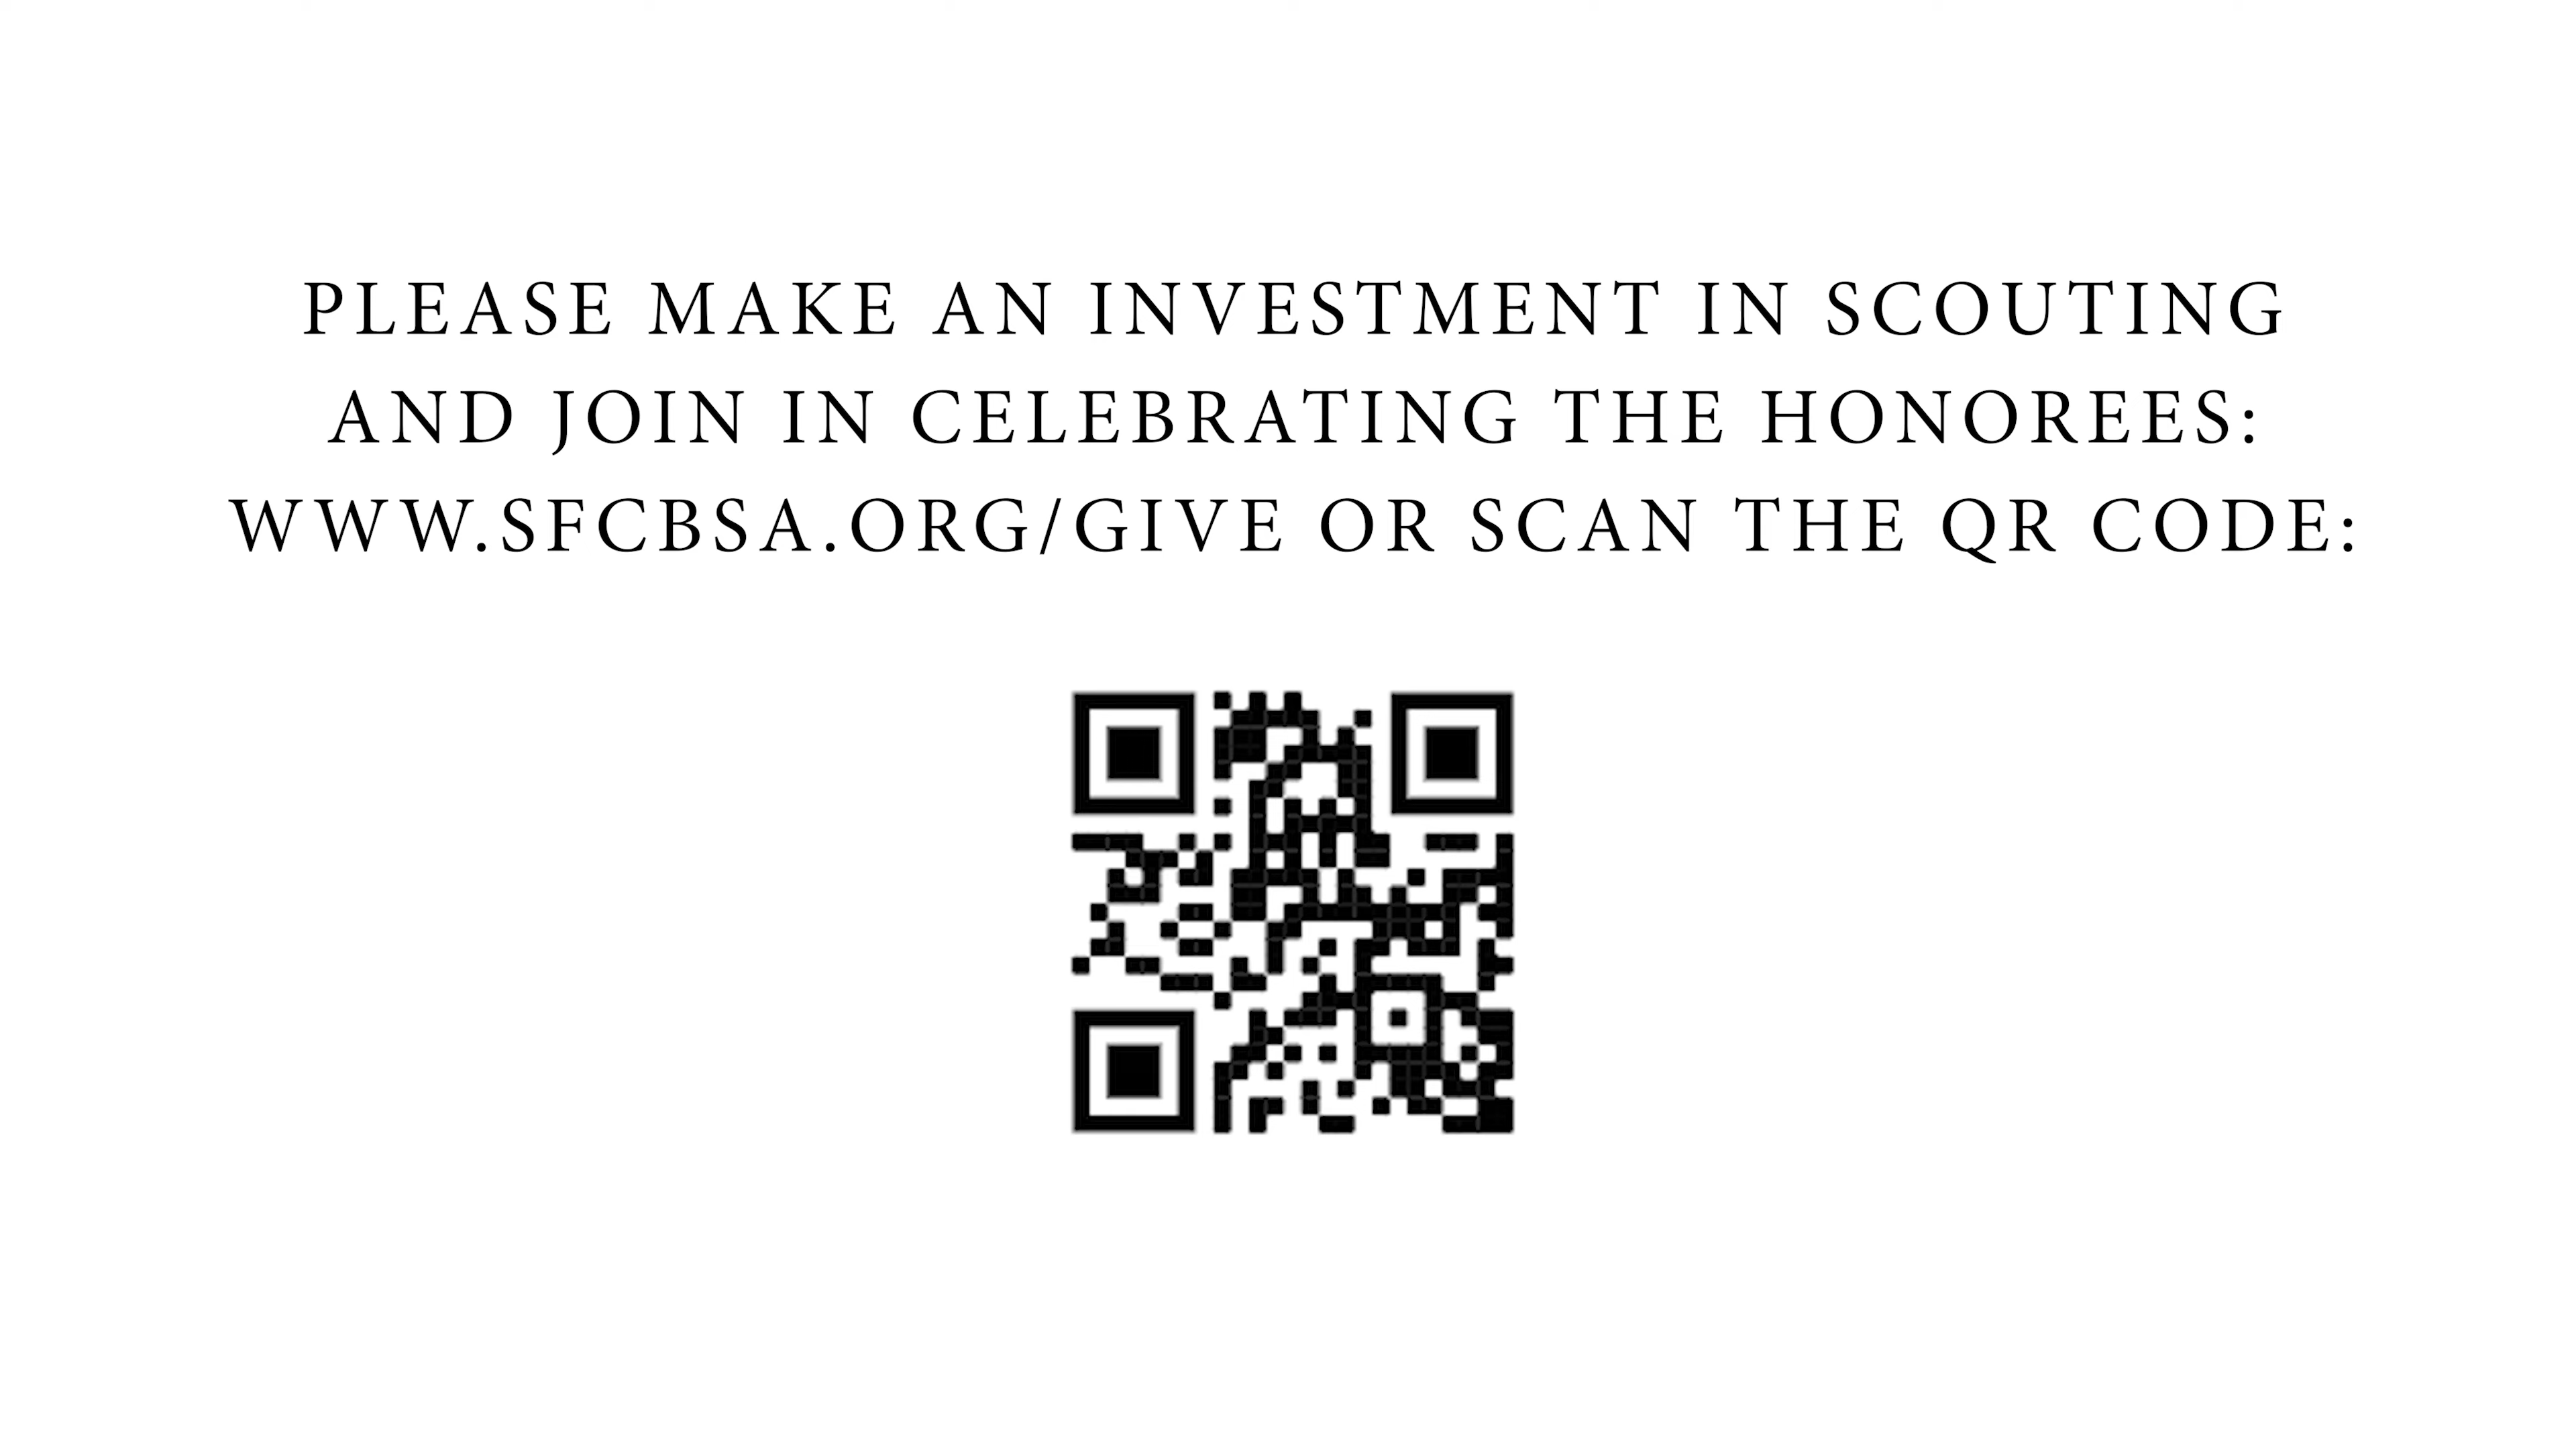 PLEASE MAKE AN INVESTMENT IN SCOUTING
AND JOIN IN CELEBRATING THE HONOREES:
WWW.SFCBSA.ORG/GIVE OR SCAN THE QR CODE: